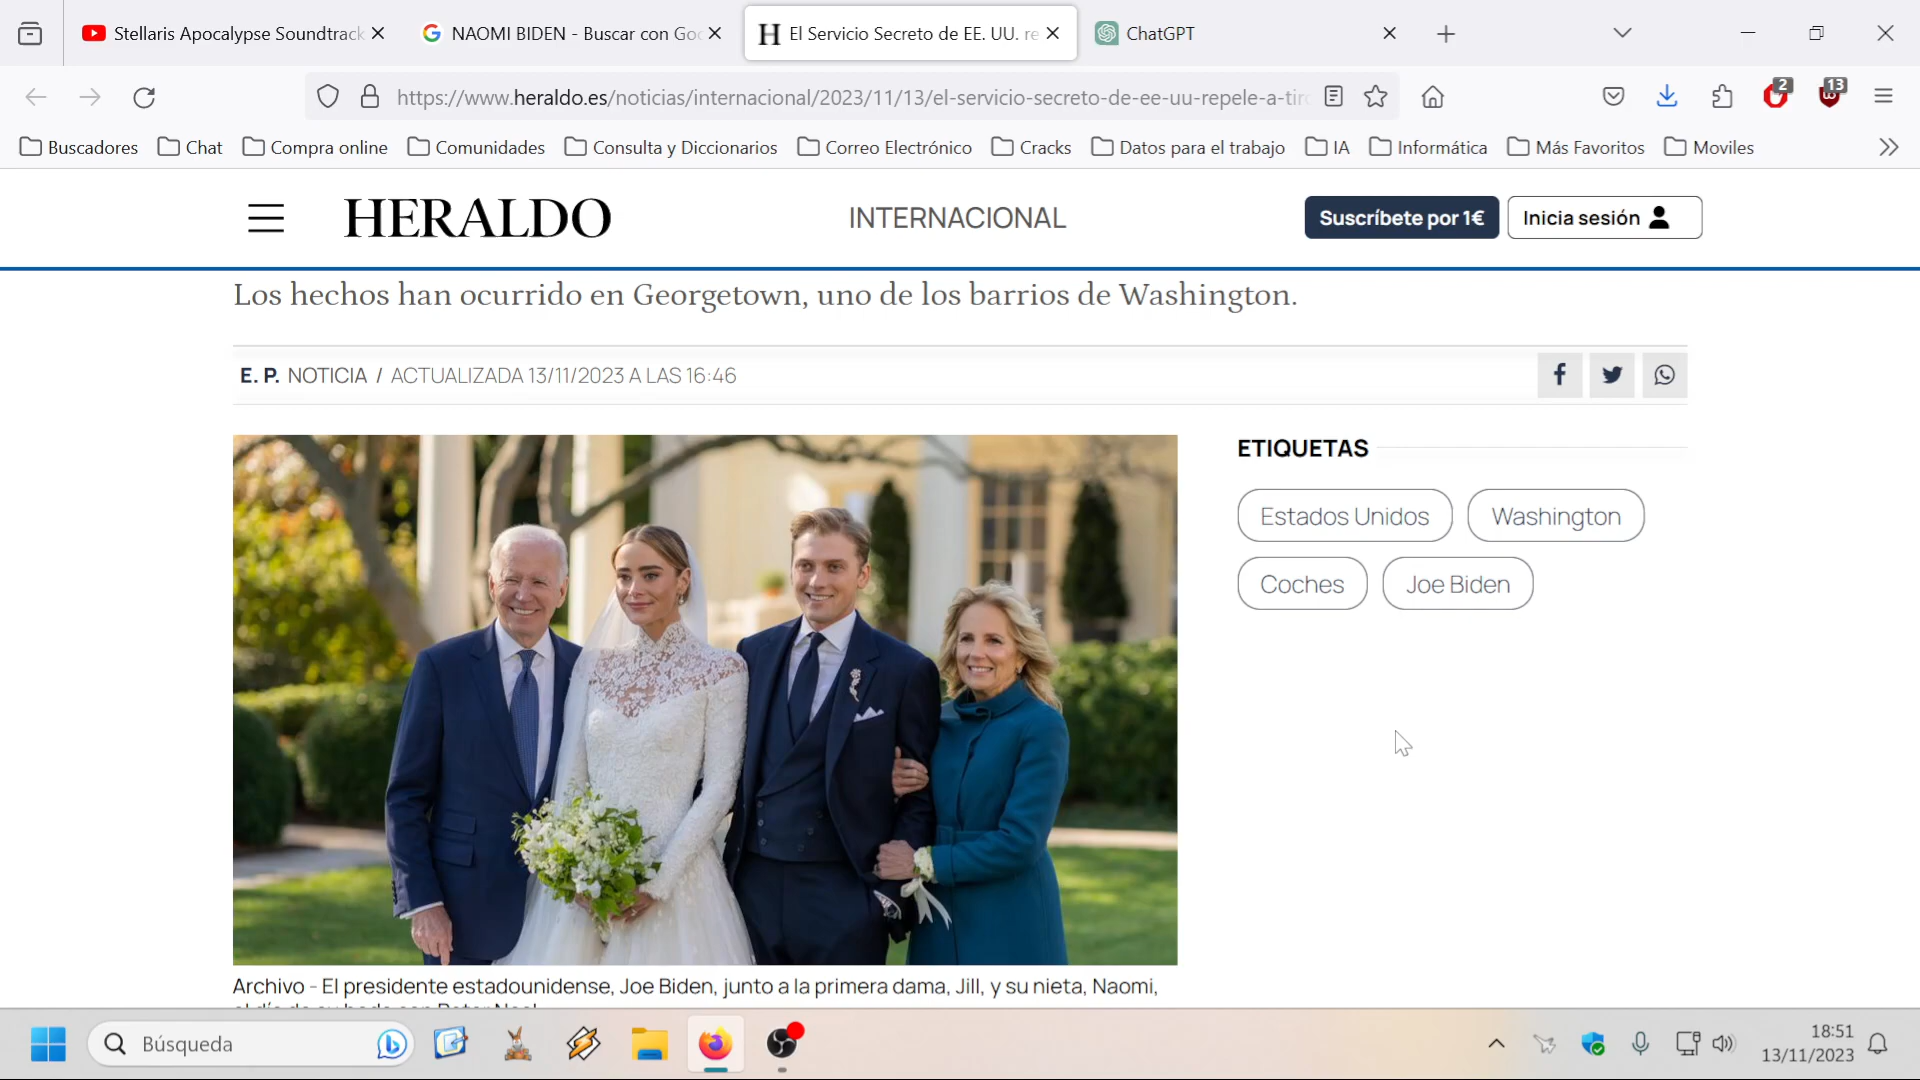 Stellaris Apocalypse Soundtrack
NAOMI BIDEN - Buscar con Goo
El Servicio Secreto de EE. UU. re
ChatGPT
https://www.heraldo.es/noticias/internacional/2023/11/13/el-servicio-secreto-de-ee-uu-repele-a-tiro
2
13
Buscadores
Chat
Compra online
Comunidades
Consulta y Diccionarios
Correo Electrónico
Cracks
Datos para el trabajo
IA
Informática
Más Favoritos
Moviles
HERALDO
INTERNACIONAL
Suscríbete por 1€
Inicia sesión
Los hechos han ocurrido en Georgetown, uno de los barrios de Washington.
E. P. NOTICIA / ACTUALIZADA 13/11/2023 A LAS 16:46
ETIQUETAS
Estados Unidos
Washington
Coches
Joe Biden
Archivo - El presidente estadounidense, Joe Biden, junto a la primera dama, Jill, y su nieta, Naomi,
Búsqueda
18:51
13/11/2023